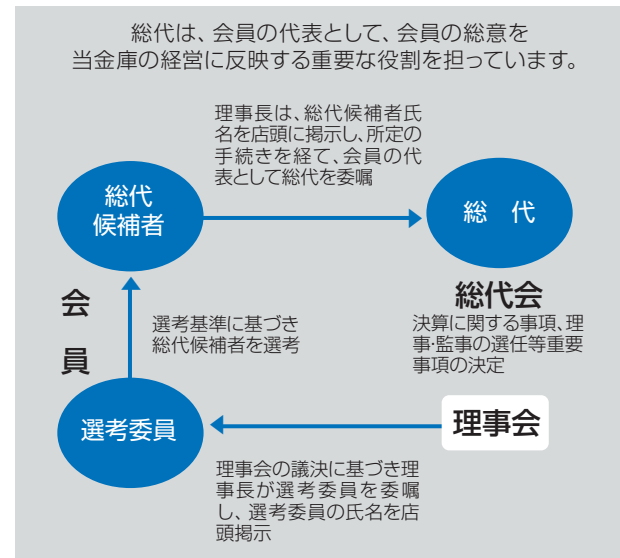 総代は、会員の代表として、会員の総意を
当金庫の経営に反映する重要な役割を担っています。
理事長は、総代候補者氏
名を店頭に掲示し、所定の
手続きを経て、会員の代
表として総代を委嘱
総代
候補者
総　代
会
員
選考基準に基づき
総代候補者を選考
総代会
決算に関する事項、理
事・監事の選任等重要
事項の決定
選考委員
理事会
理事会の議決に基づき理
事長が選考委員を委嘱
し、選考委員の氏名を店
頭掲示